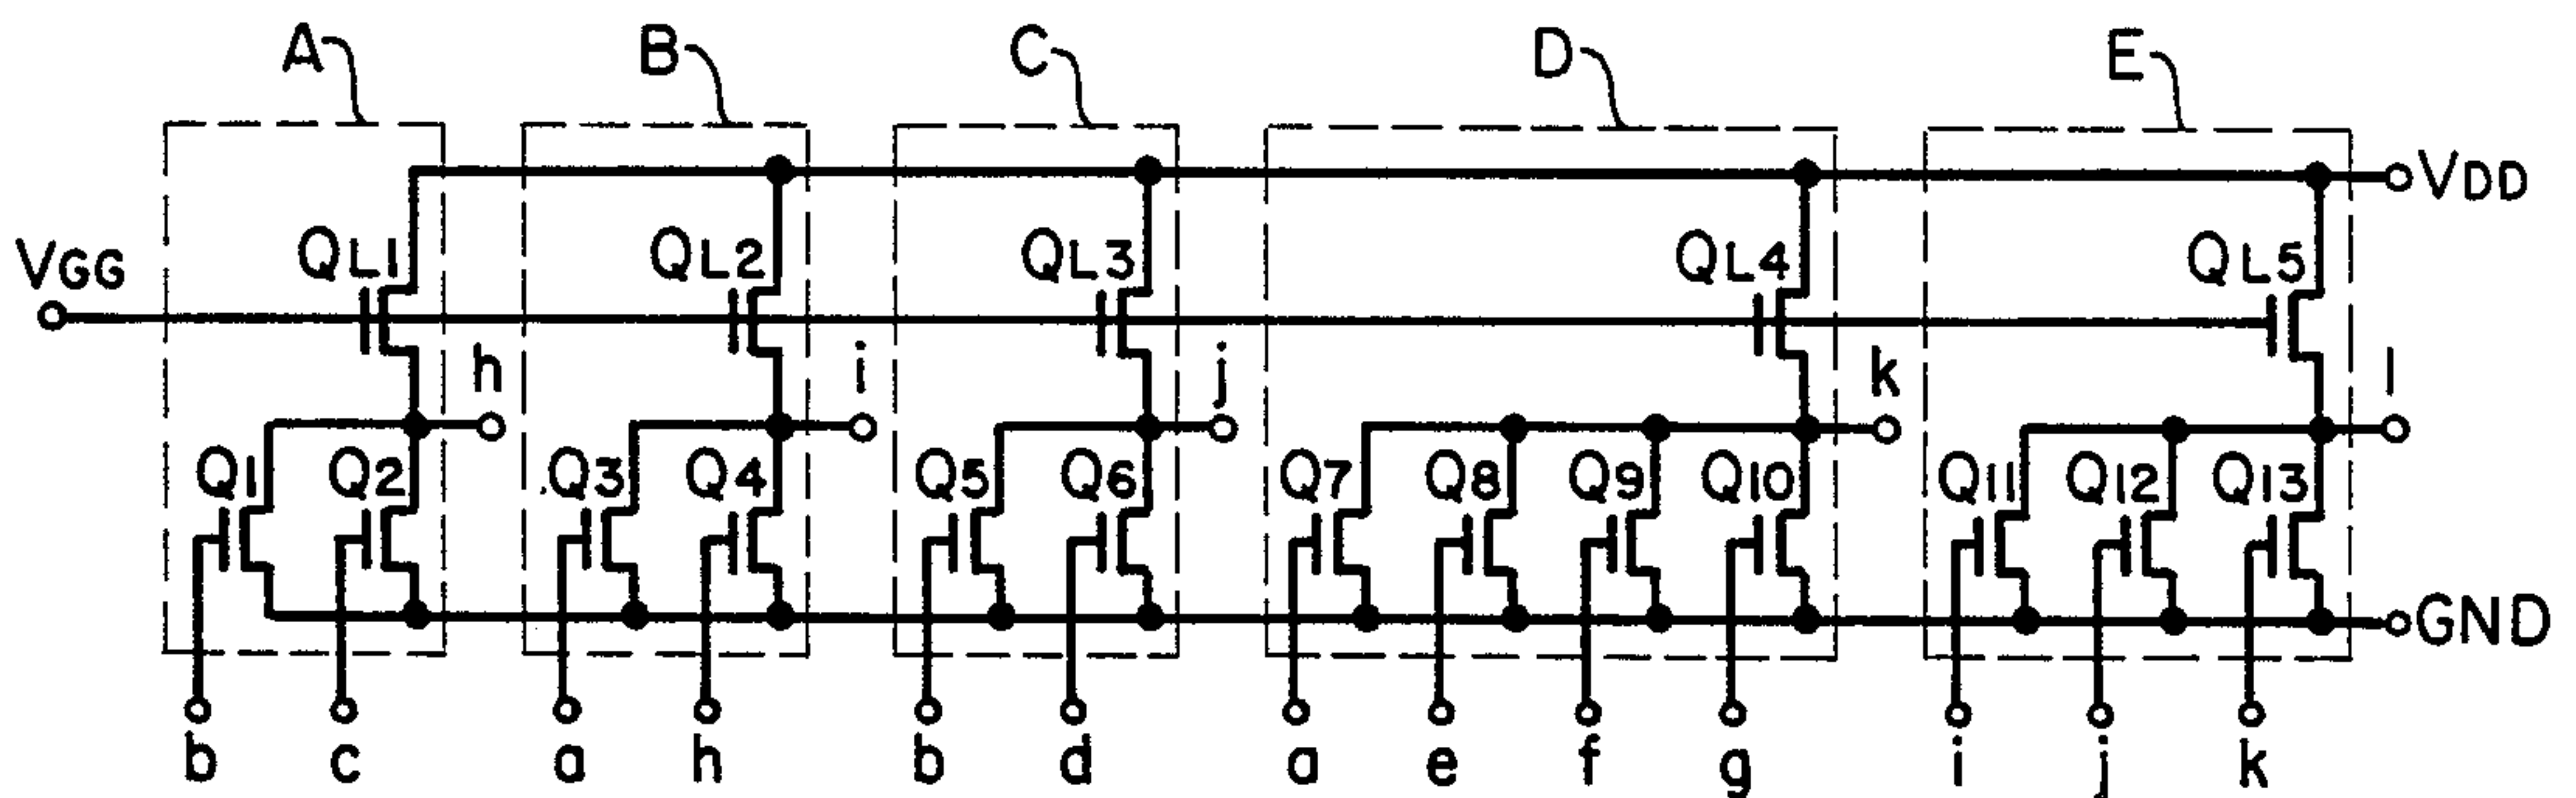 A B C D E
VDD
QL1 QL2 QL3 QL4 QL5
VGG
h i j k l
Q1 Q2 Q3 Q4 Q5 Q6 Q7 Q8 Q9 Q10 Q11 Q12 Q13
GND
b c a h b d a e f g i j k